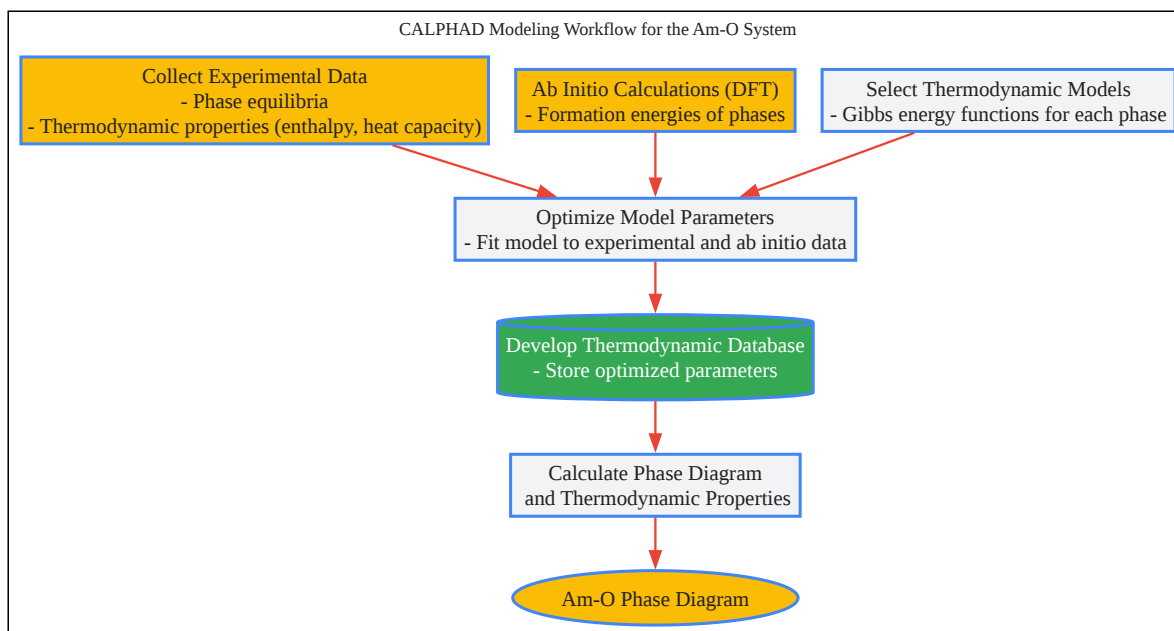 CALPHAD Modeling Workflow for the Am-O System
Collect Experimental Data
- Phase equilibria
- Thermodynamic properties (enthalpy, heat capacity)
Ab Initio Calculations (DFT)
- Formation energies of phases
Select Thermodynamic Models
- Gibbs energy functions for each phase
Optimize Model Parameters
- Fit model to experimental and ab initio data
Develop Thermodynamic Database
- Store optimized parameters
Calculate Phase Diagram
and Thermodynamic Properties
Am-O Phase Diagram